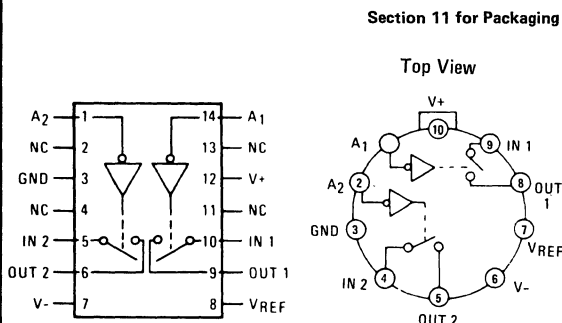 Section 11 for Packaging
Top View
A2 1 14 A1
NC 2 13 NC
GND 3 12 V+
NC 4 11 NC
IN 2 5 10 IN 1
OUT 2 6 9 OUT 1
V- 7 8 VREF
V+
10
A1 9 IN 1
A2 2 8 OUT 1
GND 3 7 VREF
IN 2 4 6 V-
5
OUT 2